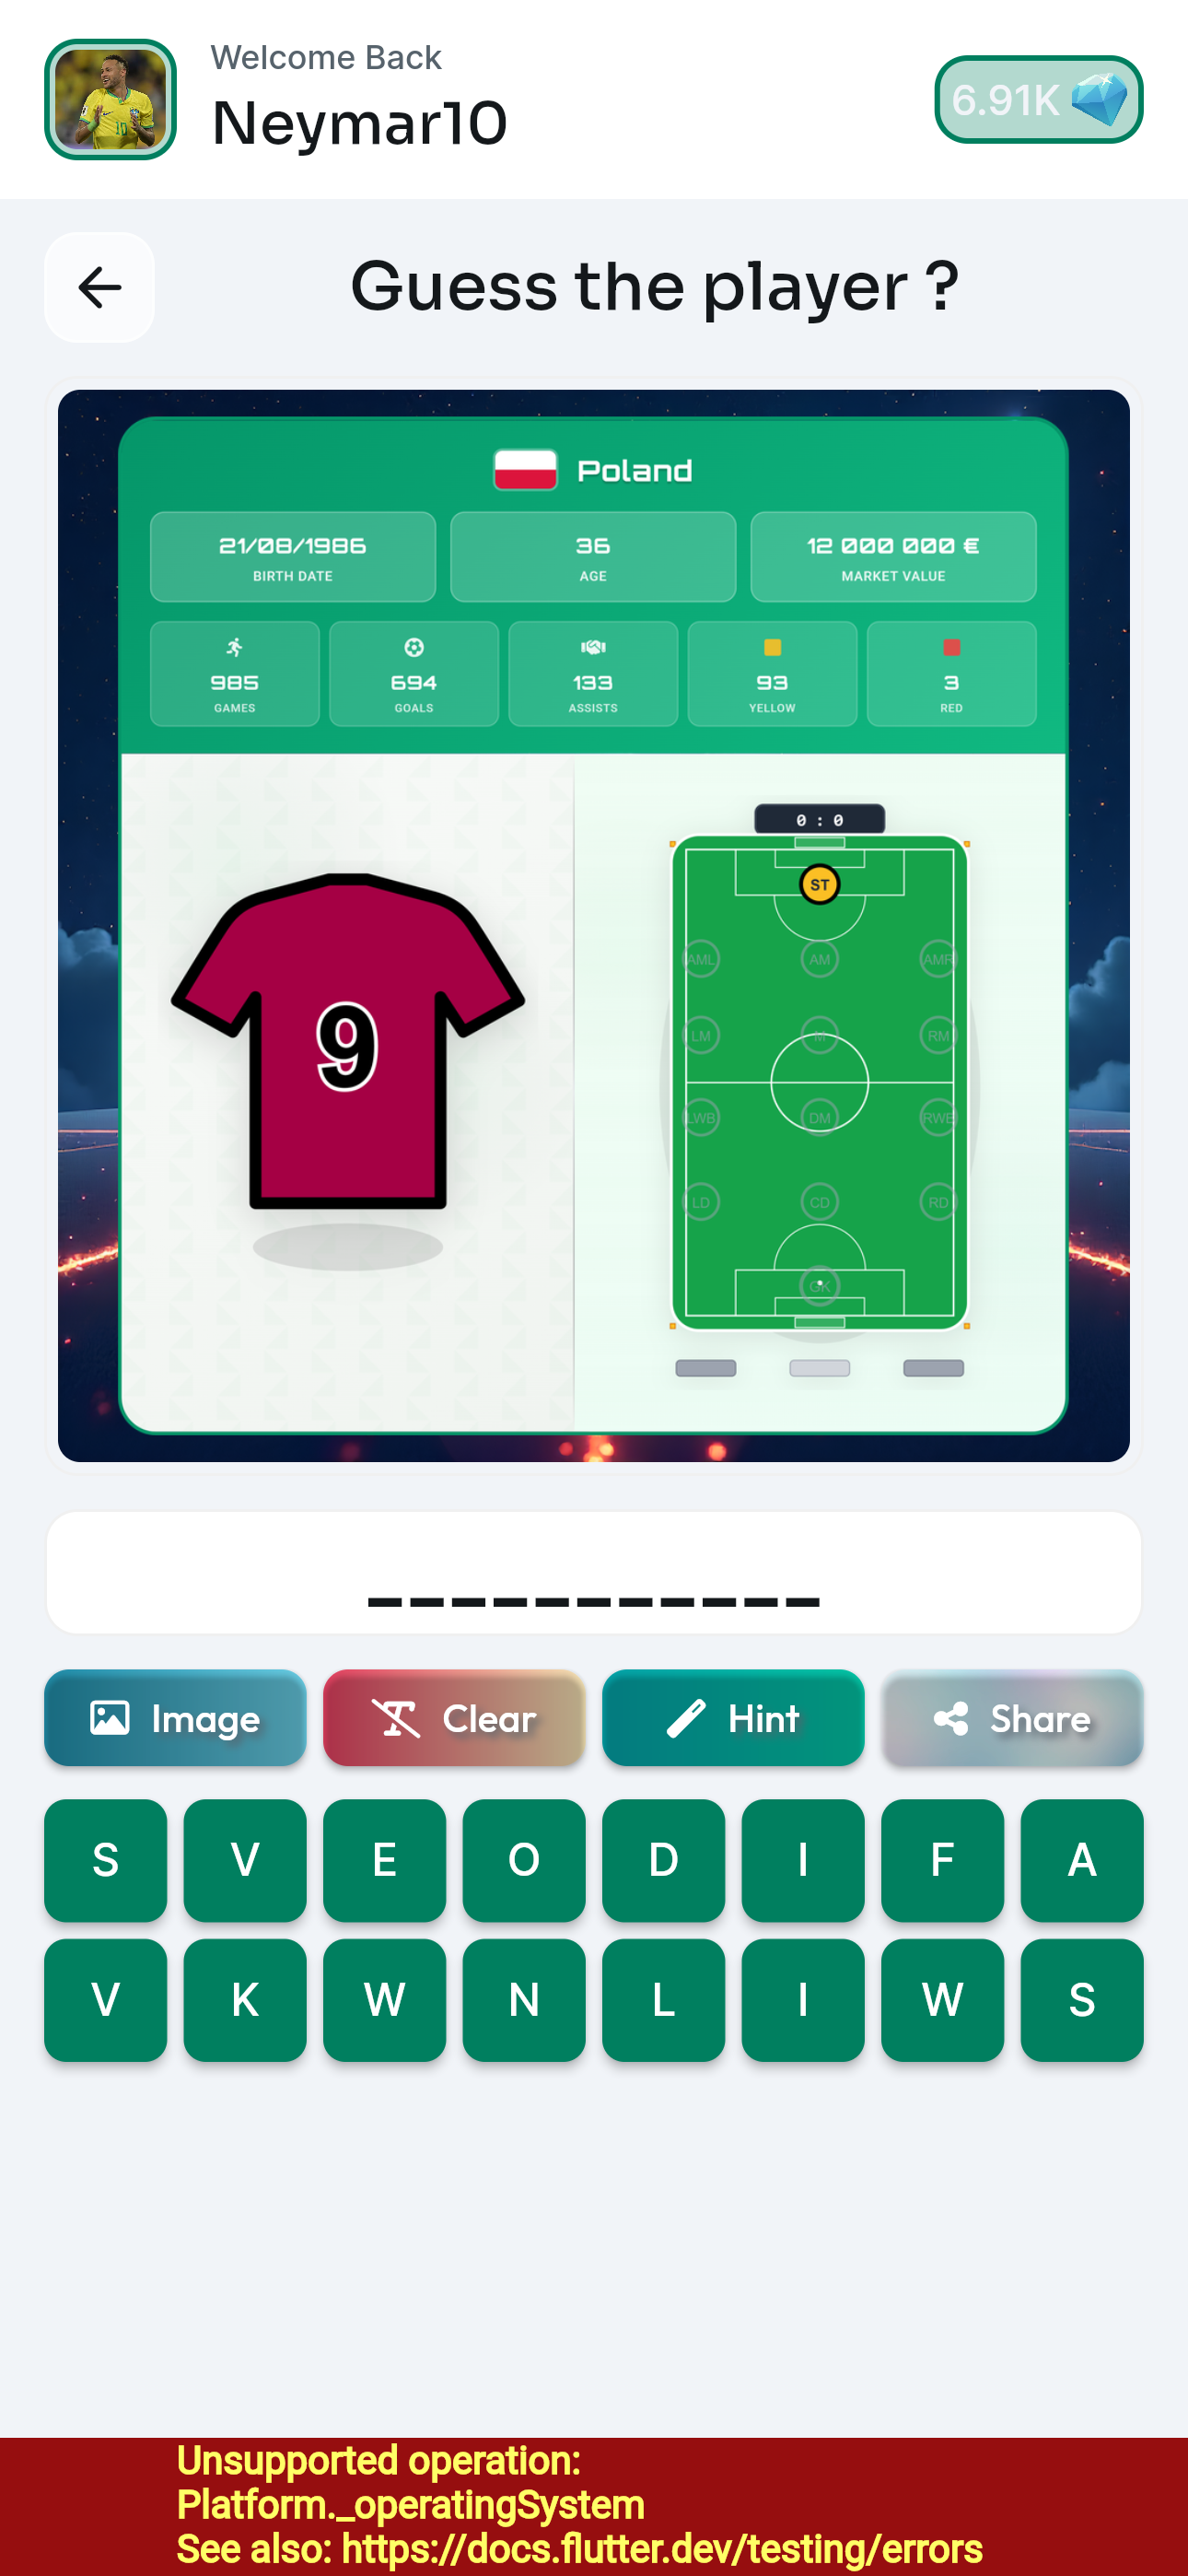 Welcome Back
Neymar10
6.91K
Guess the player ?
Poland
21/08/1986
BIRTH DATE
36
AGE
12 000 000 €
MARKET VALUE
985
GAMES
694
GOALS
133
ASSISTS
93
YELLOW
3
RED
9
0 : 0
ST
AML AM AMR
LM M RM
LWB DM RWB
LD CD RD
GK
Image Clear Hint Share
S V E O D I F A
V K W N L I W S
Unsupported operation:
Platform._operatingSystem
See also: https://docs.flutter.dev/testing/errors